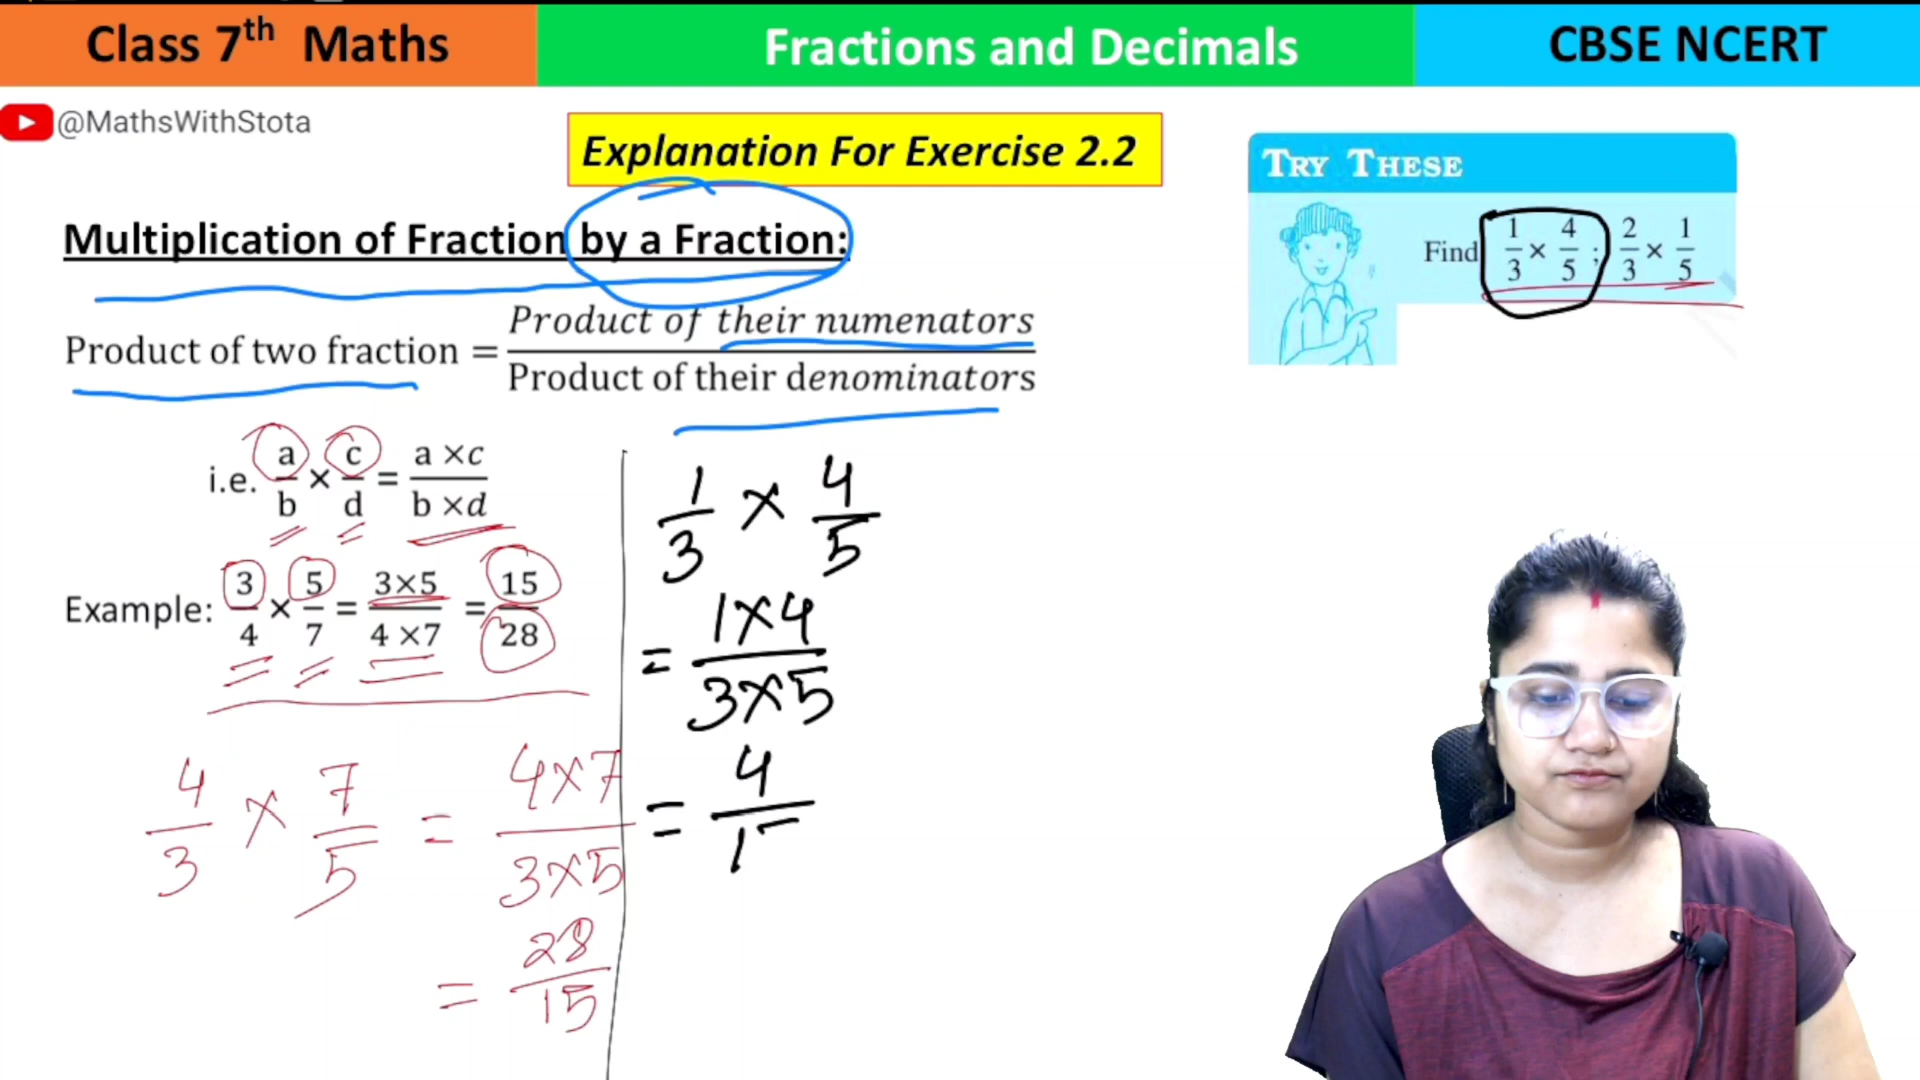 Class 7th Maths
Fractions and Decimals
CBSE NCERT
@MathsWithStota
Explanation For Exercise 2.2
TRY THESE
Find 1/3 × 4/5 ; 2/3 × 1/5
Multiplication of Fraction by a Fraction:
Product of two fraction = Product of their numenators / Product of their denominators
i.e. a/b × c/d = a ×c / b ×d
Example: 3/4 × 5/7 = 3×5 / 4 ×7 = 15/28
4/3 × 7/5 = 4×7 / 3×5
= 28/15
1/3 × 4/5
= 1×4 / 3×5
= 4/15